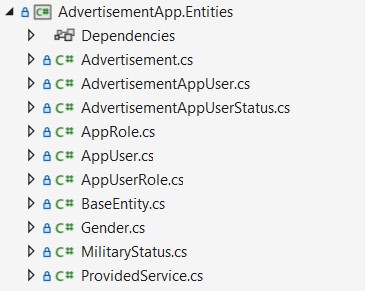 C# AdvertisementApp.Entities
Dependencies
C# Advertisement.cs
C# AdvertisementAppUser.cs
C# AdvertisementAppUserStatus.cs
C# AppRole.cs
C# AppUser.cs
C# AppUserRole.cs
C# BaseEntity.cs
C# Gender.cs
C# MilitaryStatus.cs
C# ProvidedService.cs